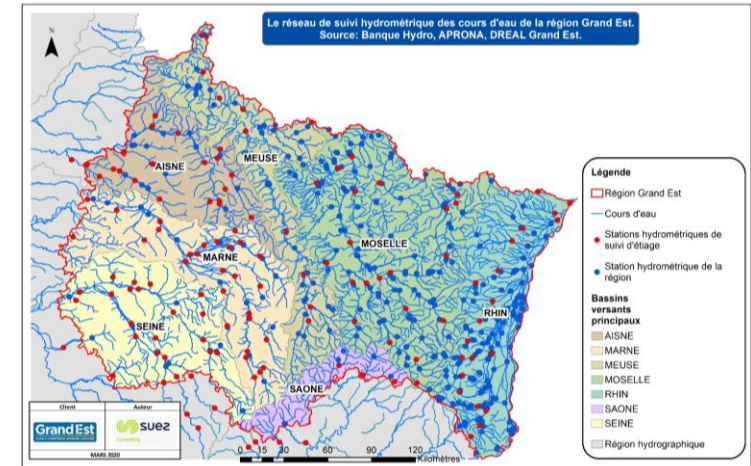 Le réseau de suivi hydrométrique des cours d'eau de la région Grand Est.
Source: Banque Hydro, APRONA, DREAL Grand Est.
N
AISNE
MEUSE
MOSELLE
MARNE
RHIN
SEINE
SAONE
Légende
Région Grand Est
Cours d'eau
Stations hydrométriques de
suivi d'étiage
Station hydrométrique de la
région
Bassins
versants
principaux
AISNE
MARNE
MEUSE
MOSELLE
RHIN
SAONE
SEINE
Région hydrographique
Client
Auteur
Grand Est
suez
consulting
MARS 2020
0 15 30 60 90 120
Kilomètres